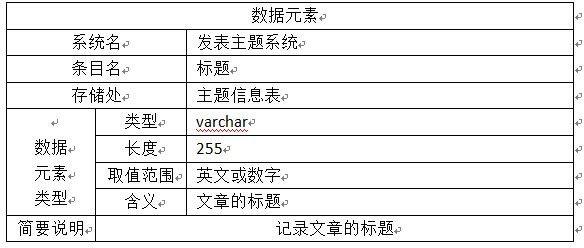 数据元素
系统名 发表主题系统
条目名 标题
存储处 主题信息表
数据元素类型 类型 varchar
长度 255
取值范围 英文或数字
含义 文章的标题
简要说明 记录文章的标题